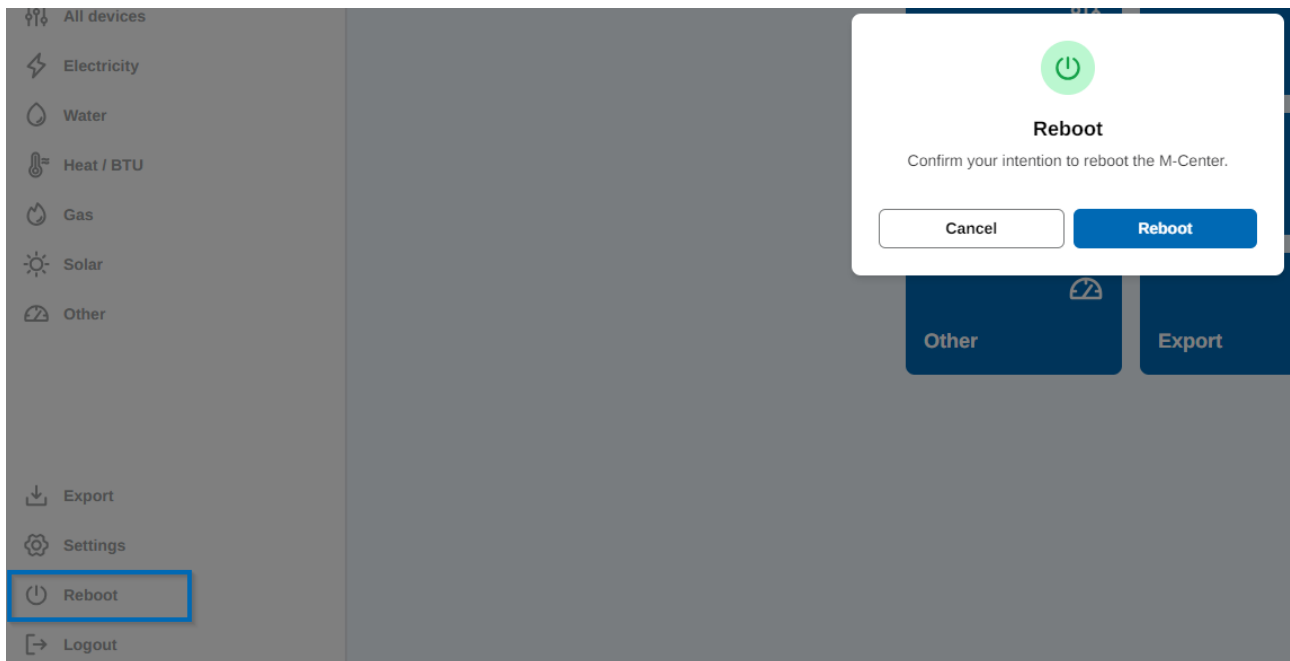 All devices
Electricity
Water
Heat / BTU
Gas
Solar
Other
Export
Settings
Reboot
Logout
Reboot
Confirm your intention to reboot the M-Center.
Cancel
Reboot
Other
Export